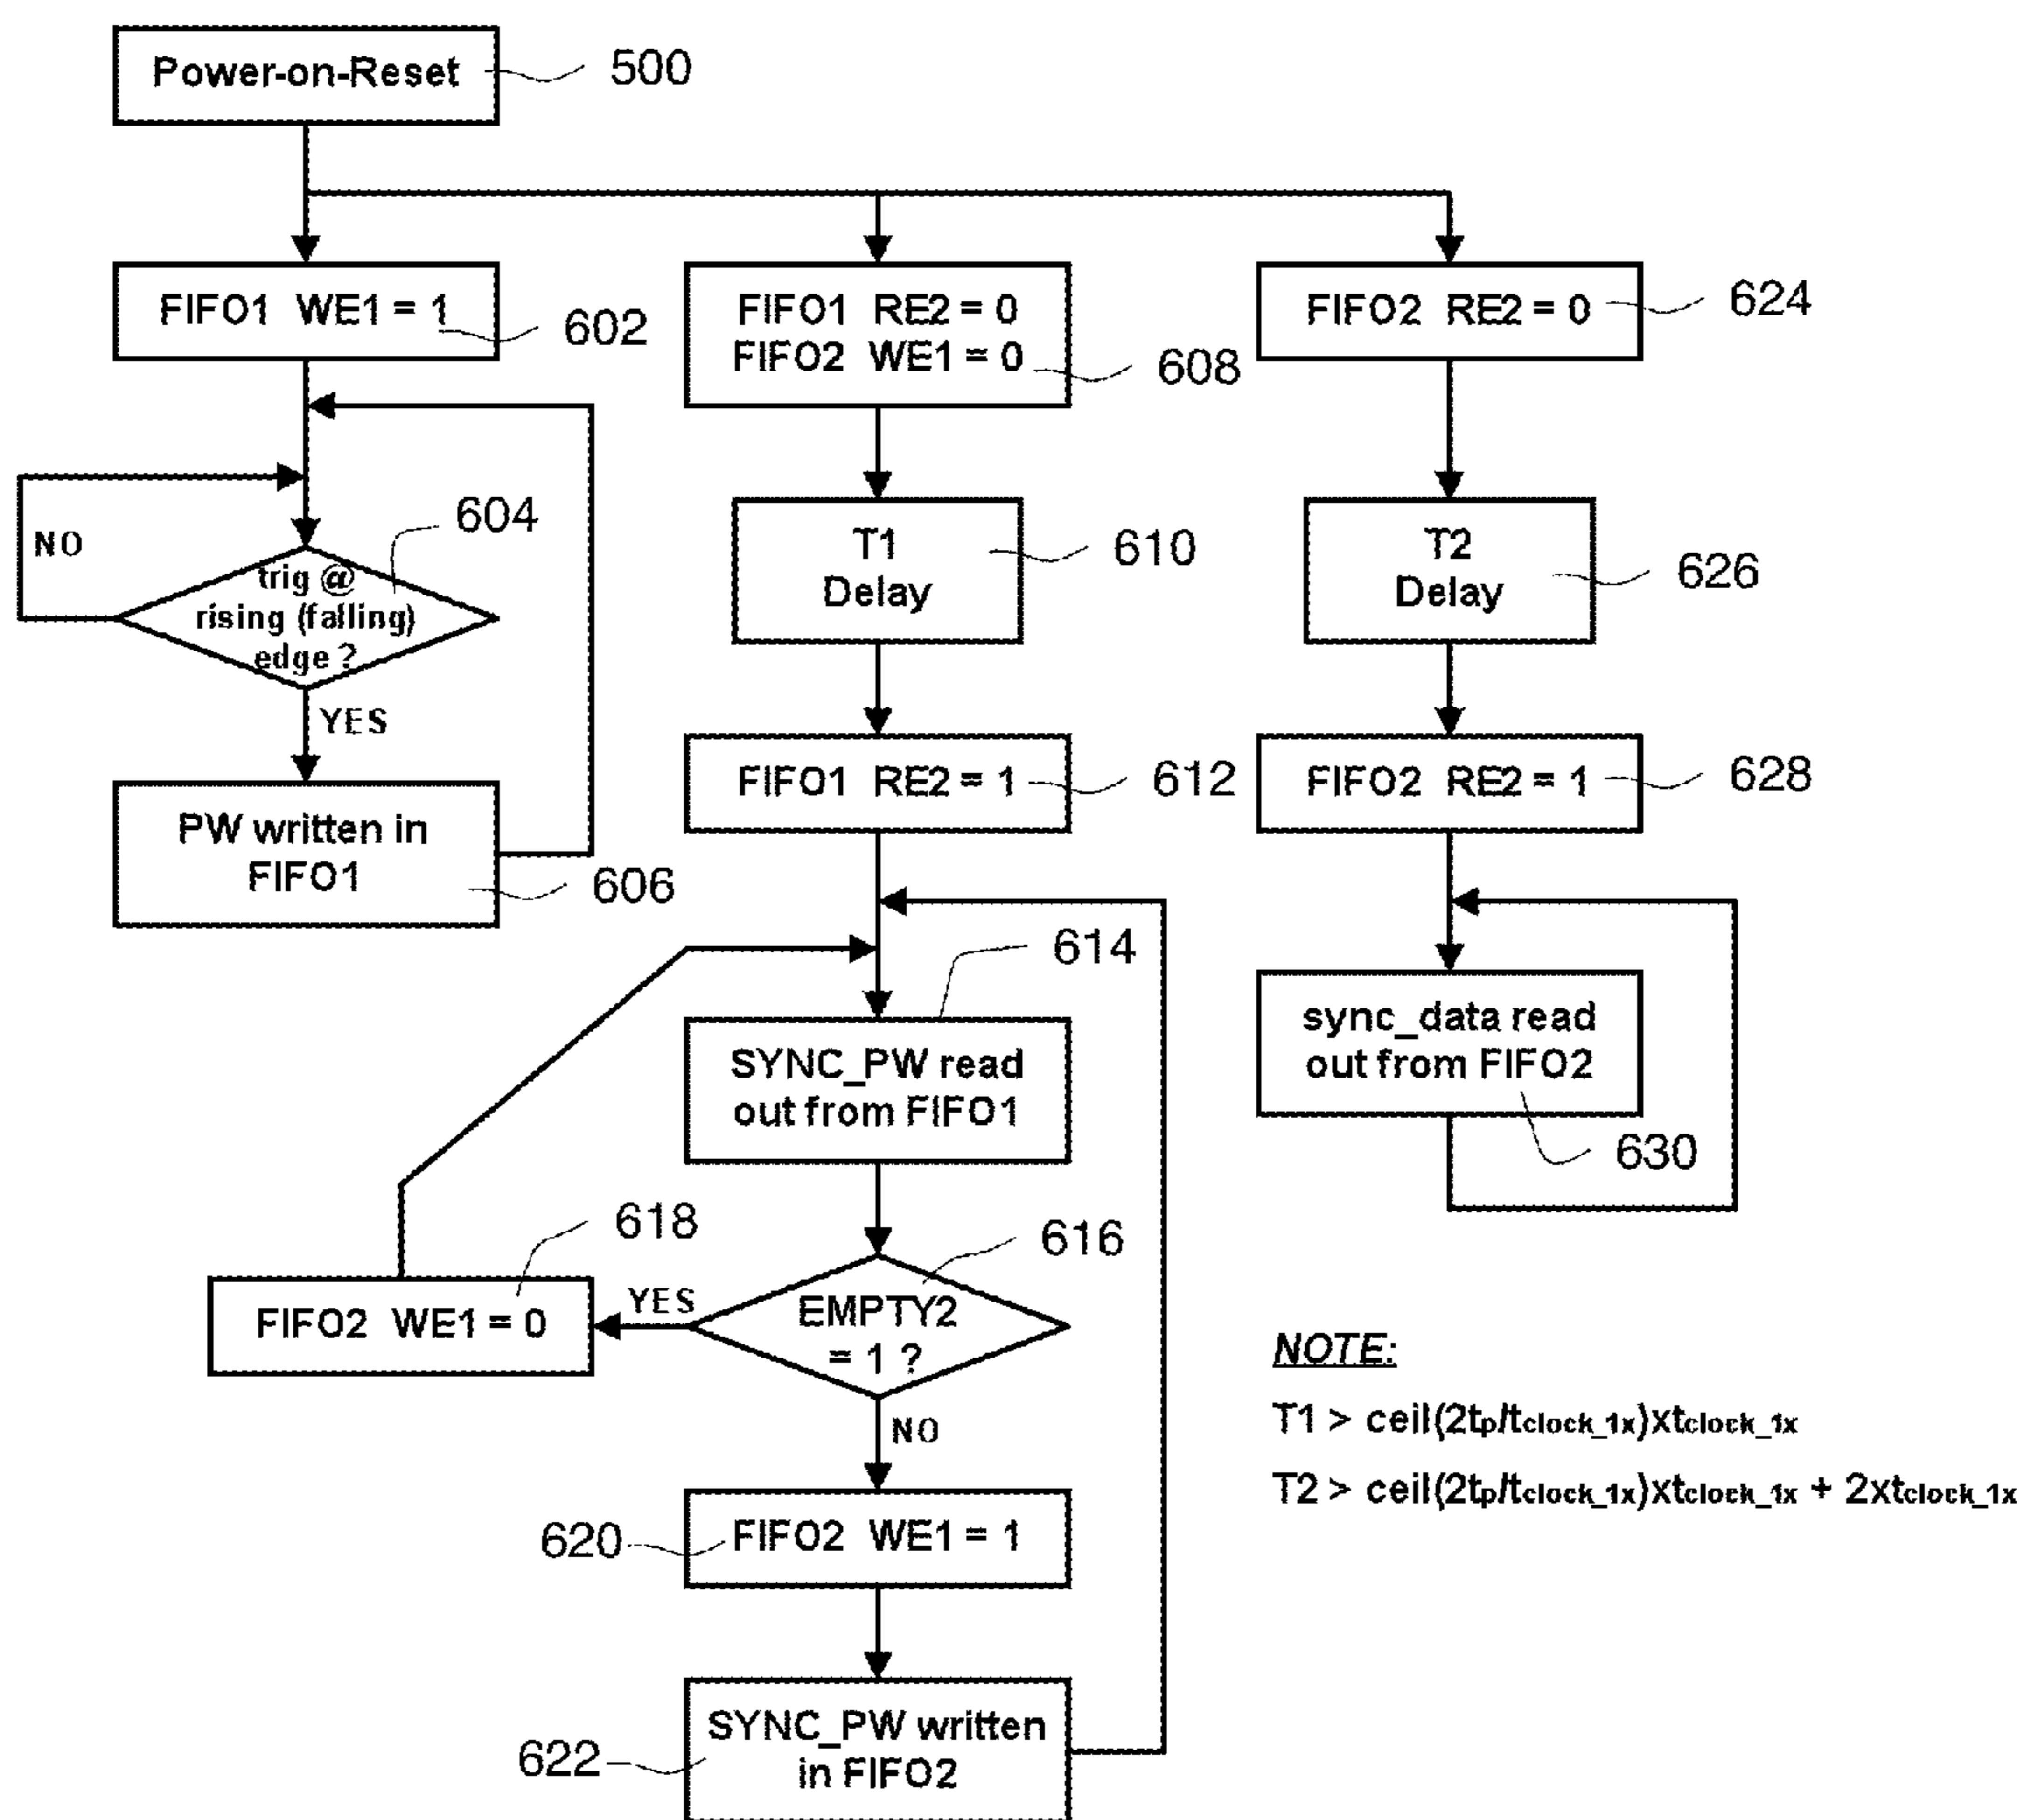 Power-on-Reset
500
FIFO1 WE1 = 1
602
NO
604
trig @
rising (falling)
edge ?
YES
PW written in
FIFO1
606
FIFO1 RE2 = 0
FIFO2 WE1 = 0
608
T1
Delay
610
FIFO1 RE2 = 1
612
614
SYNC_PW read
out from FIFO1
616
EMPTY2
= 1 ?
YES
618
FIFO2 WE1 = 0
NO
620
FIFO2 WE1 = 1
622
SYNC_PW written
in FIFO2
FIFO2 RE2 = 0
624
T2
Delay
626
FIFO2 RE2 = 1
628
sync_data read
out from FIFO2
630
NOTE:
T1 > ceil(2tp/tclock_1x)xtclock_1x
T2 > ceil(2tp/tclock_1x)xtclock_1x + 2xtclock_1x